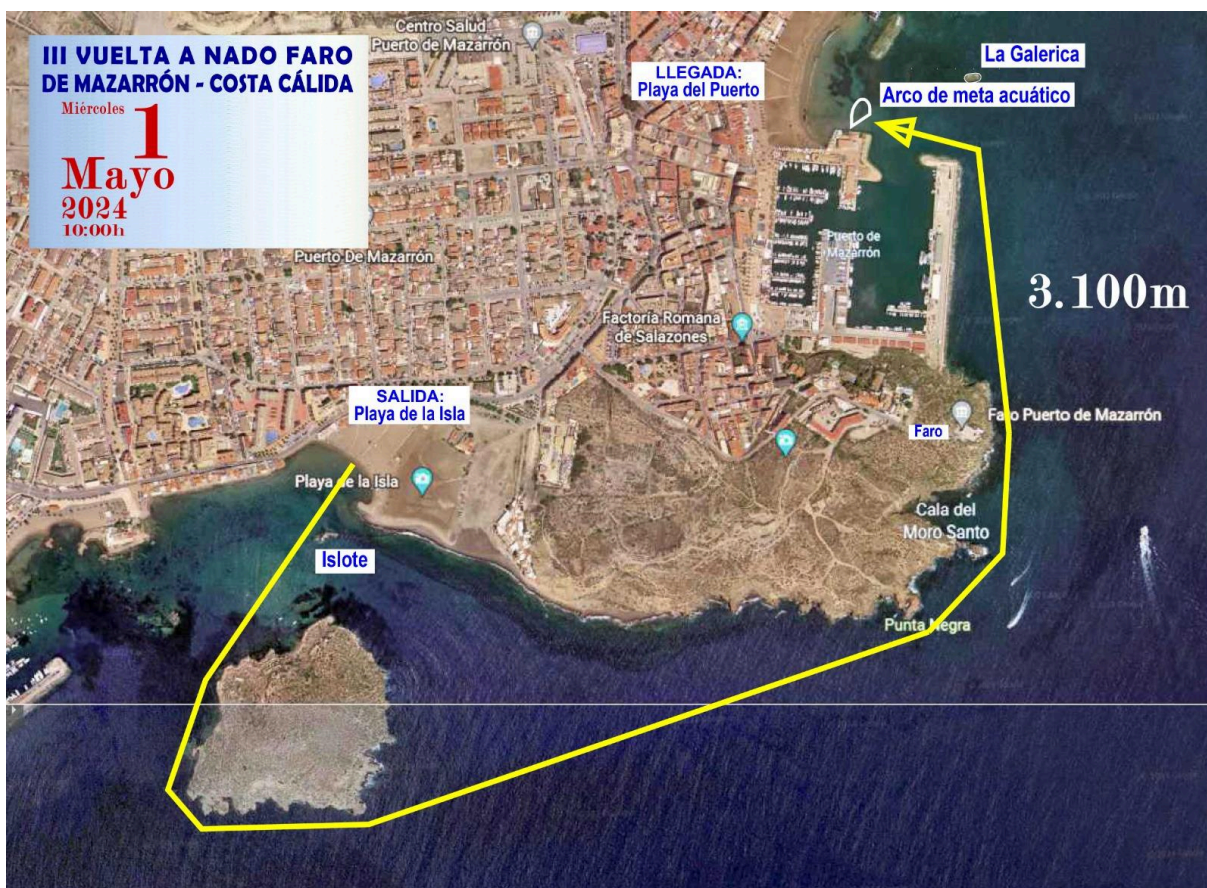 III VUELTA A NADO FARO
DE MAZARRÓN - COSTA CÁLIDA
Miércoles
1
Mayo
2024
10:00h
Centro Salud
Puerto de Mazarrón
LLEGADA:
Playa del Puerto
La Galerica
Arco de meta acuático
Puerto De Mazarrón
Puerto de
Mazarrón
3.100m
Factoría Romana
de Salazones
SALIDA:
Playa de la Isla
Faro Puerto de Mazarrón
Faro
Playa de la Isla
Cala del
Moro Santo
Islote
Punta Negra